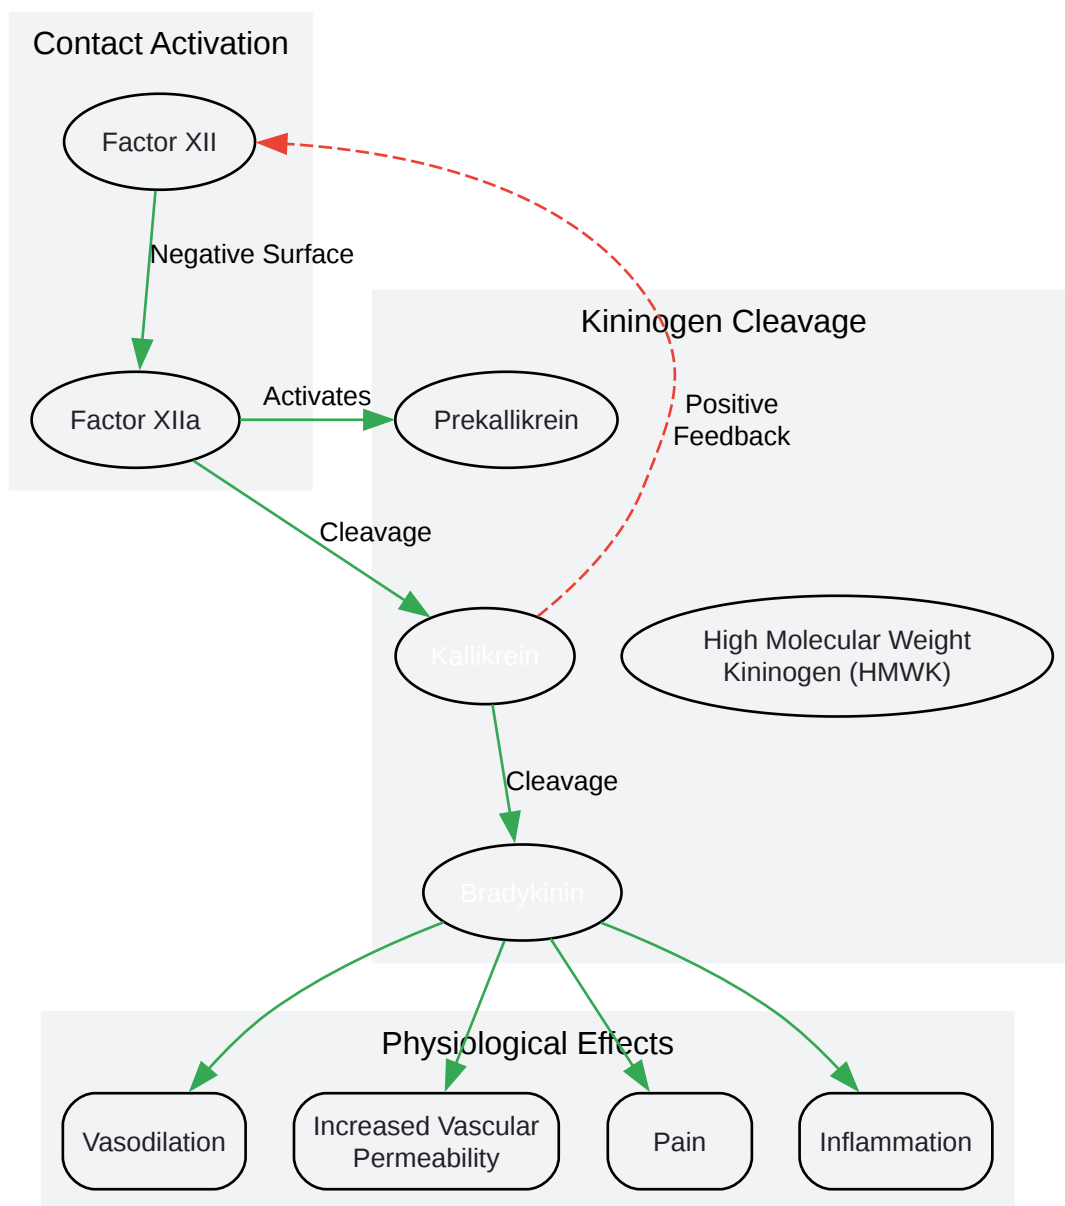 Contact Activation
Factor XII
Negative Surface
Kininogen Cleavage
Factor XIIa
Activates
Prekallikrein
Positive
Feedback
Cleavage
Kallikrein
High Molecular Weight
Kininogen (HMWK)
Cleavage
Bradykinin
Physiological Effects
Vasodilation
Increased Vascular
Permeability
Pain
Inflammation